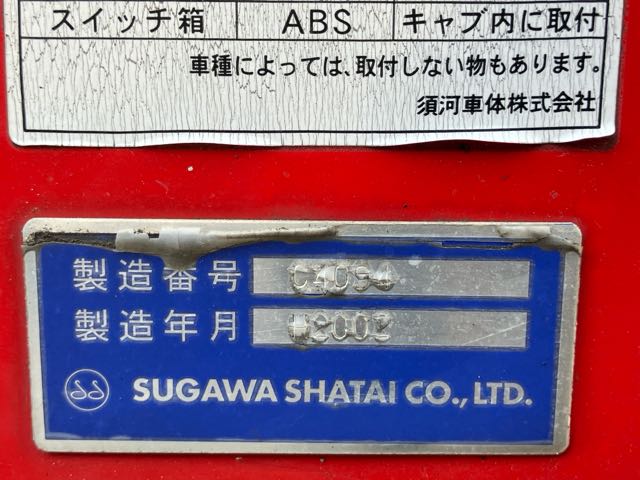 スイッチ箱 ABS キャブ内に取付
車種によっては、取付しない物もあります。
須河車体株式会社
製造番号
製造年月
SUGAWA SHATAI CO., LTD.